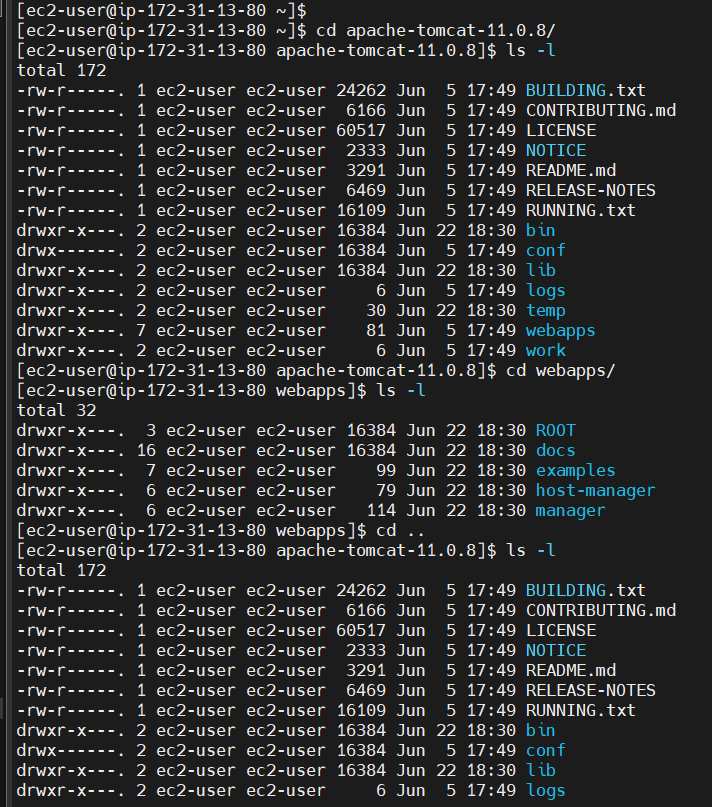 [ec2-user@ip-172-31-13-80 ~]$
[ec2-user@ip-172-31-13-80 ~]$ cd apache-tomcat-11.0.8/
[ec2-user@ip-172-31-13-80 apache-tomcat-11.0.8]$ ls -l
total 172
-rw-r-----. 1 ec2-user ec2-user 24262 Jun  5 17:49 BUILDING.txt
-rw-r-----. 1 ec2-user ec2-user  6166 Jun  5 17:49 CONTRIBUTING.md
-rw-r-----. 1 ec2-user ec2-user 60517 Jun  5 17:49 LICENSE
-rw-r-----. 1 ec2-user ec2-user  2333 Jun  5 17:49 NOTICE
-rw-r-----. 1 ec2-user ec2-user  3291 Jun  5 17:49 README.md
-rw-r-----. 1 ec2-user ec2-user  6469 Jun  5 17:49 RELEASE-NOTES
-rw-r-----. 1 ec2-user ec2-user 16109 Jun  5 17:49 RUNNING.txt
drwxr-x---. 2 ec2-user ec2-user 16384 Jun 22 18:30 bin
drwx------. 2 ec2-user ec2-user 16384 Jun  5 17:49 conf
drwxr-x---. 2 ec2-user ec2-user 16384 Jun 22 18:30 lib
drwxr-x---. 2 ec2-user ec2-user     6 Jun  5 17:49 logs
drwxr-x---. 2 ec2-user ec2-user    30 Jun 22 18:30 temp
drwxr-x---. 7 ec2-user ec2-user    81 Jun  5 17:49 webapps
drwxr-x---. 2 ec2-user ec2-user     6 Jun  5 17:49 work
[ec2-user@ip-172-31-13-80 apache-tomcat-11.0.8]$ cd webapps/
[ec2-user@ip-172-31-13-80 webapps]$ ls -l
total 32
drwxr-x---.  3 ec2-user ec2-user 16384 Jun 22 18:30 ROOT
drwxr-x---. 16 ec2-user ec2-user 16384 Jun 22 18:30 docs
drwxr-x---.  7 ec2-user ec2-user    99 Jun 22 18:30 examples
drwxr-x---.  6 ec2-user ec2-user    79 Jun 22 18:30 host-manager
drwxr-x---.  6 ec2-user ec2-user   114 Jun 22 18:30 manager
[ec2-user@ip-172-31-13-80 webapps]$ cd ..
[ec2-user@ip-172-31-13-80 apache-tomcat-11.0.8]$ ls -l
total 172
-rw-r-----. 1 ec2-user ec2-user 24262 Jun  5 17:49 BUILDING.txt
-rw-r-----. 1 ec2-user ec2-user  6166 Jun  5 17:49 CONTRIBUTING.md
-rw-r-----. 1 ec2-user ec2-user 60517 Jun  5 17:49 LICENSE
-rw-r-----. 1 ec2-user ec2-user  2333 Jun  5 17:49 NOTICE
-rw-r-----. 1 ec2-user ec2-user  3291 Jun  5 17:49 README.md
-rw-r-----. 1 ec2-user ec2-user  6469 Jun  5 17:49 RELEASE-NOTES
-rw-r-----. 1 ec2-user ec2-user 16109 Jun  5 17:49 RUNNING.txt
drwxr-x---. 2 ec2-user ec2-user 16384 Jun 22 18:30 bin
drwx------. 2 ec2-user ec2-user 16384 Jun  5 17:49 conf
drwxr-x---. 2 ec2-user ec2-user 16384 Jun 22 18:30 lib
drwxr-x---. 2 ec2-user ec2-user     6 Jun  5 17:49 logs